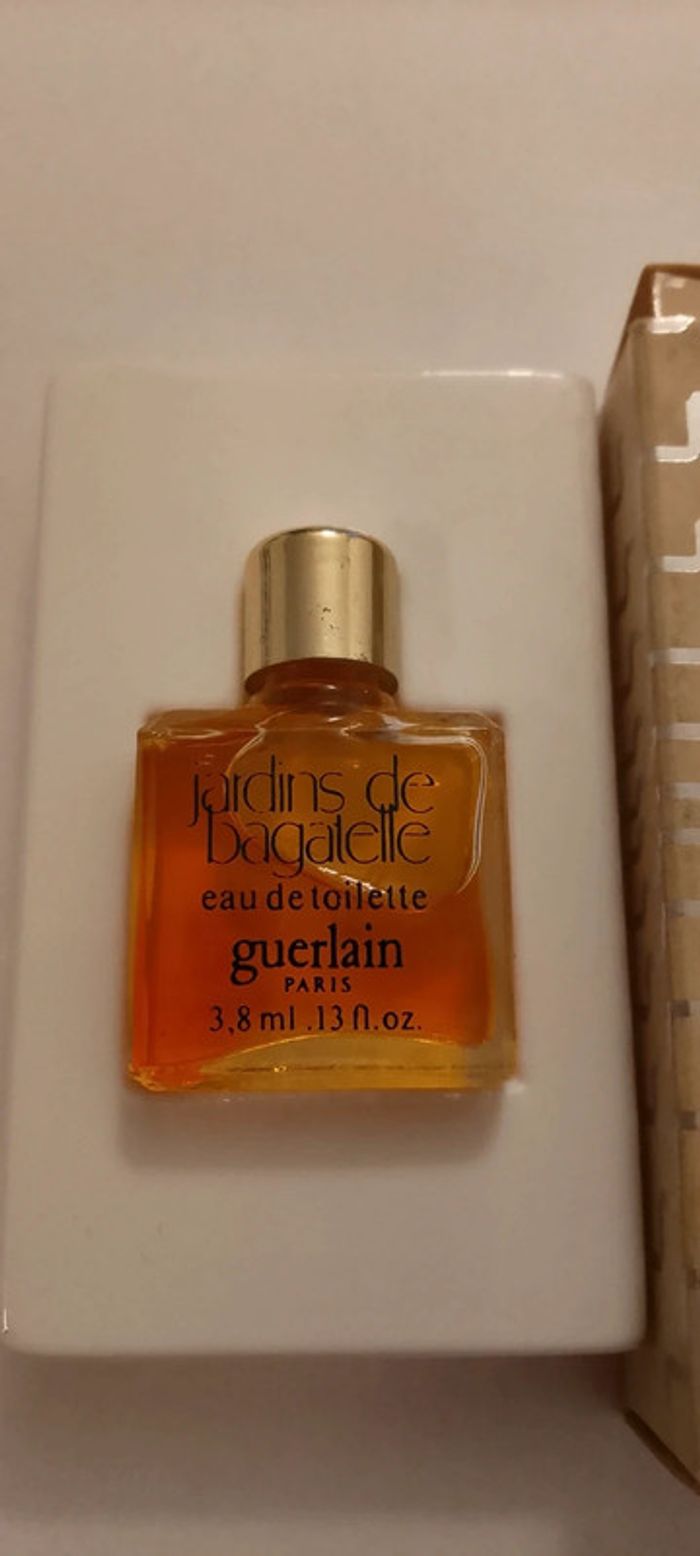 jardins de
bagatelle
eau de toilette
guerlain
PARIS
3,8 ml .13 fl.oz.